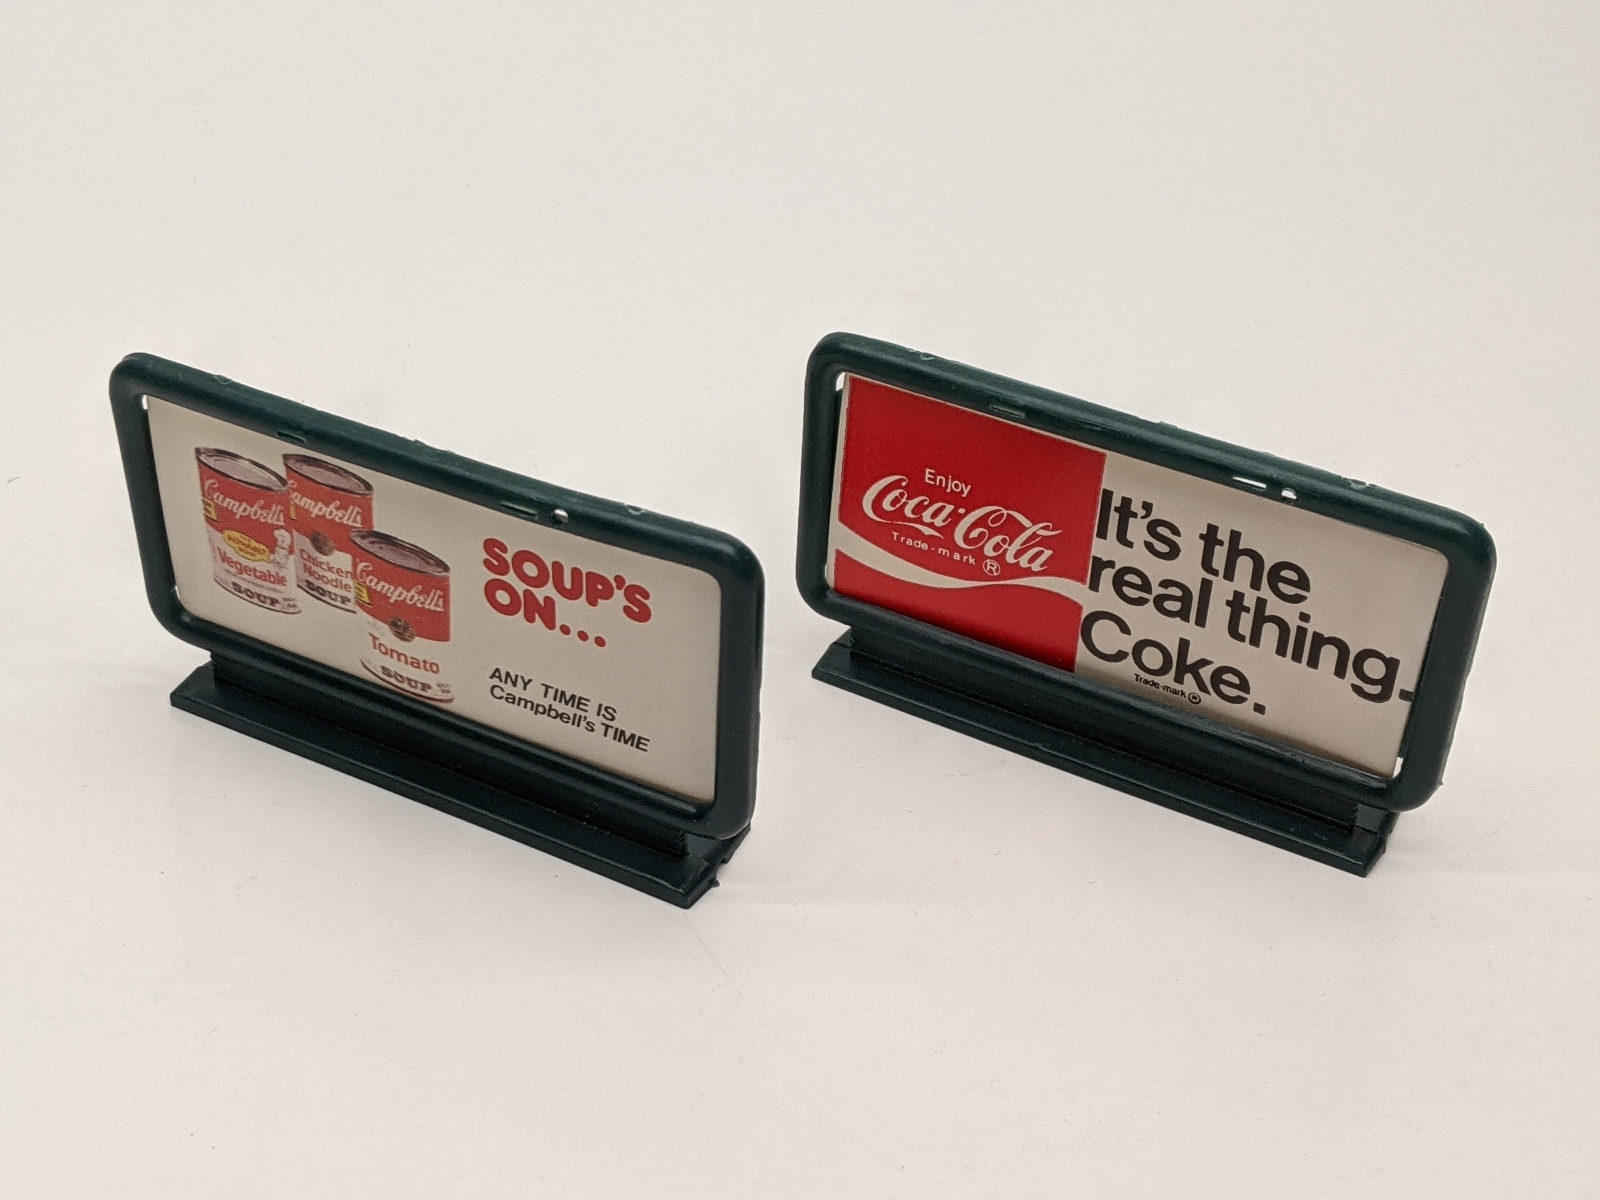 Campbell's
Vegetable
SOUP
Campbell's
Chicken
Noodle
SOUP
Campbell's
Tomato
SOUP
SOUP'S
ON...
ANY TIME IS
Campbell's TIME
Enjoy
Coca-Cola
Trade-mark ®
It's the
real thing.
Coke.
Trade-mark ®